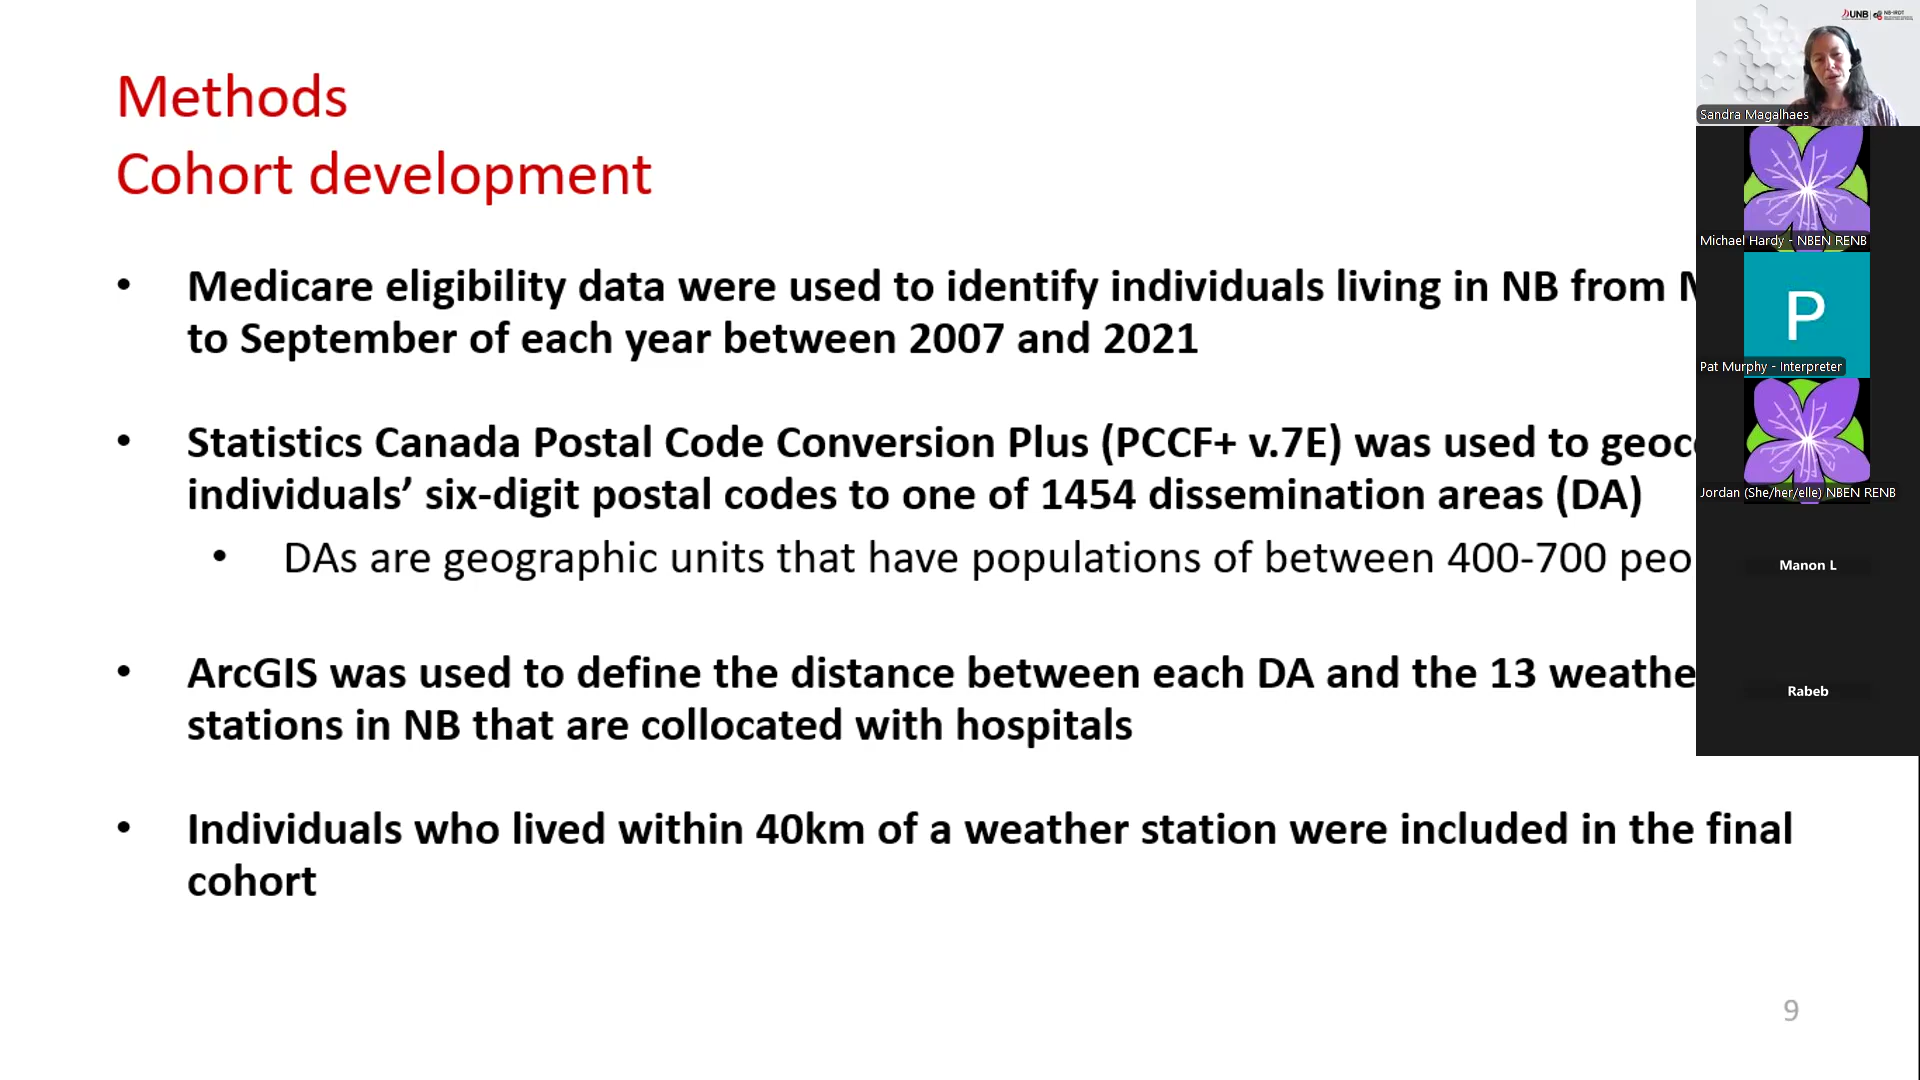 Methods
Cohort development
• Medicare eligibility data were used to identify individuals living in NB from
to September of each year between 2007 and 2021
• Statistics Canada Postal Code Conversion Plus (PCCF+ v.7E) was used to
individuals’ six-digit postal codes to one of 1454 dissemination areas (DA)
• DAs are geographic units that have populations of between 400-700
• ArcGIS was used to define the distance between each DA and the 13
stations in NB that are collocated with hospitals
• Individuals who lived within 40km of a weather station were included in the final
cohort
9
UNB
Sandra Magalhaes
Michael Hardy - NBEN RENB
P
Pat Murphy - Interpreter
Jordan (She/her/elle) NBEN RENB
Manon L
Rabeb